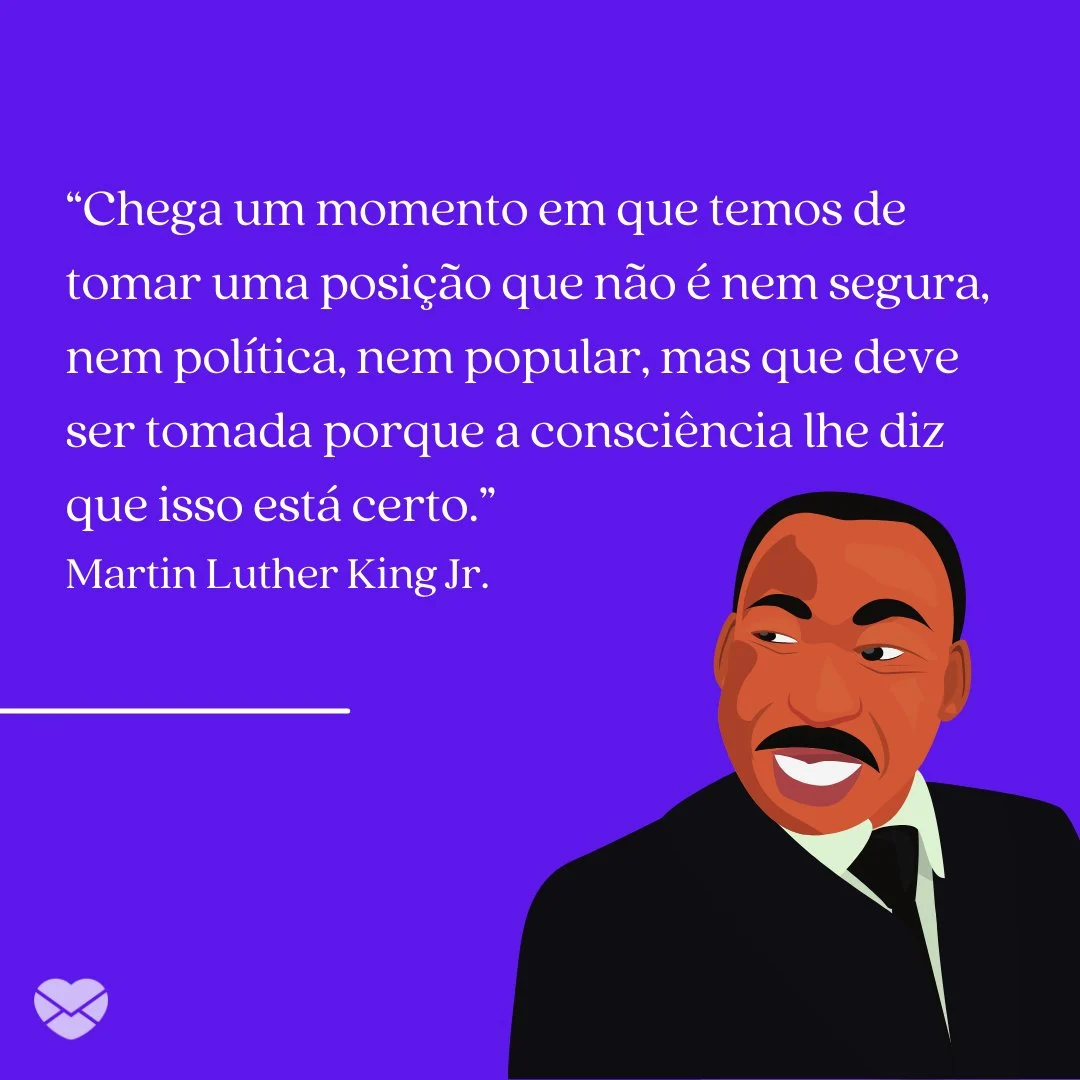 “Chega um momento em que temos de
tomar uma posição que não é nem segura,
nem política, nem popular, mas que deve
ser tomada porque a consciência lhe diz
que isso está certo.”
Martin Luther King Jr.